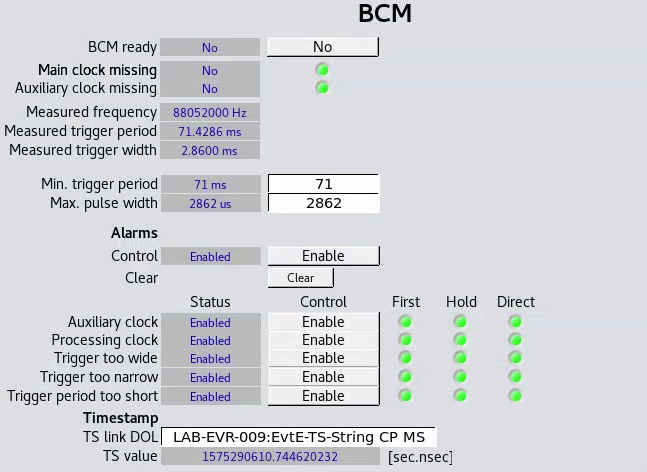 BCM
BCM ready No No
Main clock missing No
Auxiliary clock missing No
Measured frequency 88052000 Hz
Measured trigger period 71.4286 ms
Measured trigger width 2.8600 ms
Min. trigger period 71 ms 71
Max. pulse width 2862 us 2862
Alarms
Control Enabled Enable
Clear Clear
Status Control First Hold Direct
Auxiliary clock Enabled Enable
Processing clock Enabled Enable
Trigger too wide Enabled Enable
Trigger too narrow Enabled Enable
Trigger period too short Enabled Enable
Timestamp
TS link DOL LAB-EVR-009:EvtE-TS-String CP MS
TS value 1575290610.744620232 [sec.nsec]